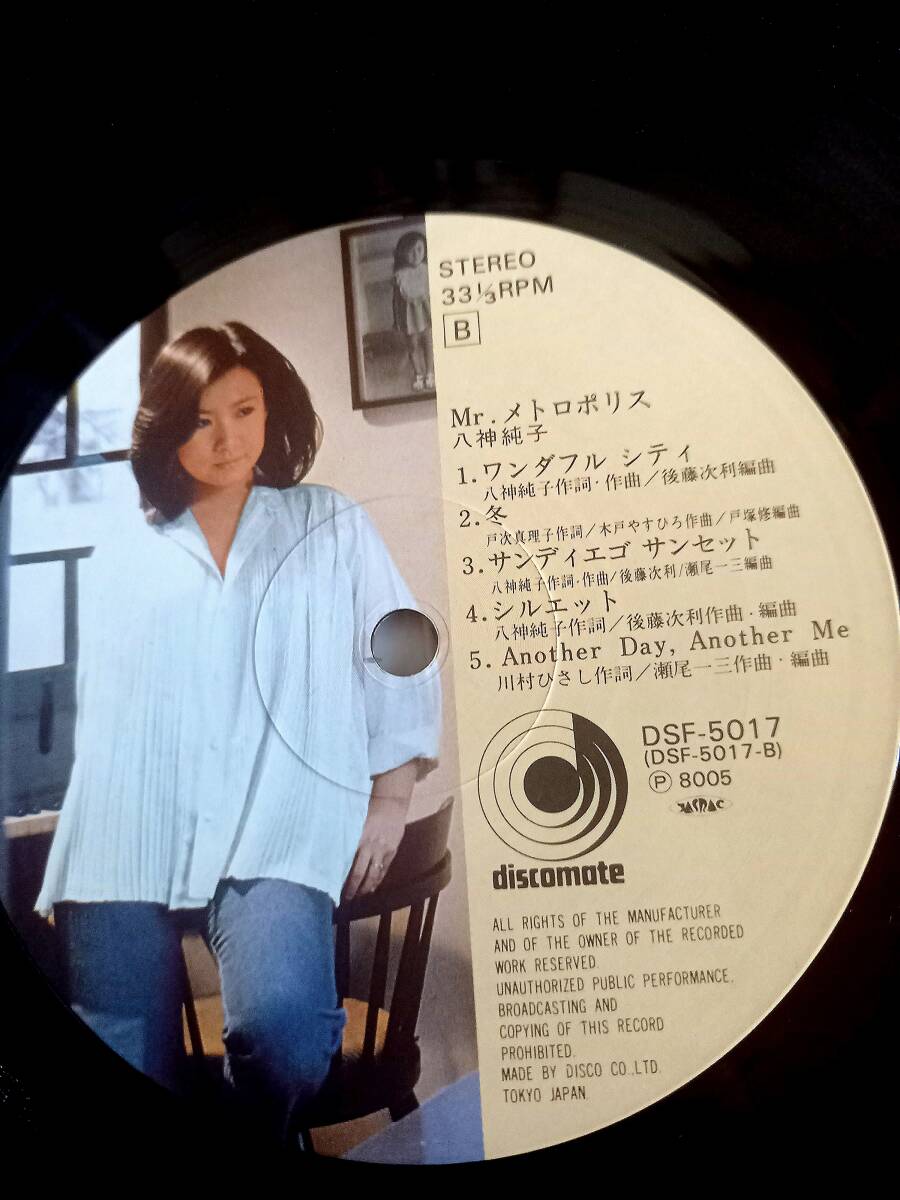 STEREO
33⅓RPM
B
Mr.メトロポリス
八神純子
1.ワンダフル シティ
八神純子作詞・作曲/後藤次利編曲
2.冬
戸次真理子作詞/木戸やすひろ作曲/戸塚修編曲
3.サンディエゴ サンセット
八神純子作詞・作曲/後藤次利/瀬尾一三編曲
4.シルエット
八神純子作詞/後藤次利作曲・編曲
5. Another Day, Another Me
川村ひさし作詞/瀬尾一三作曲・編曲
DSF-5017
(DSF-5017-B)
Ⓟ 8005
JASRAC
discomate
ALL RIGHTS OF THE MANUFACTURER
AND OF THE OWNER OF THE RECORDED
WORK RESERVED.
UNAUTHORIZED PUBLIC PERFORMANCE,
BROADCASTING AND
COPYING OF THIS RECORD
PROHIBITED.
MADE BY DISCO CO.,LTD.
TOKYO JAPAN.